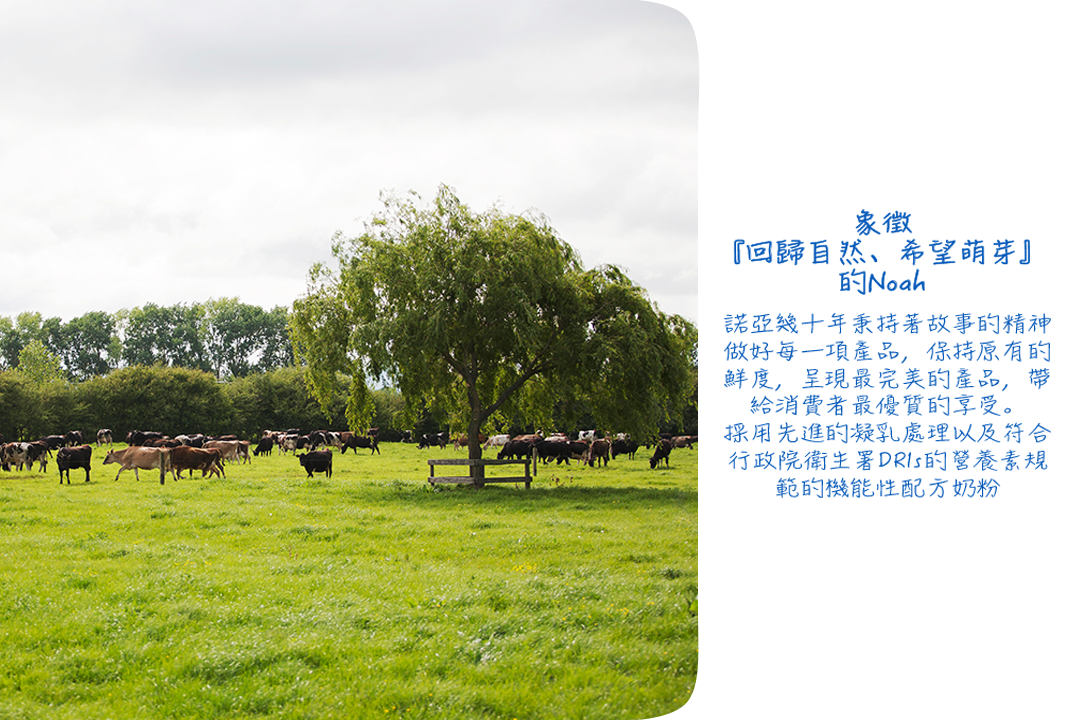 象徵
『回歸自然、希望萌芽』
的Noah
諾亞幾十年秉持著故事的精神
做好每一項產品，保持原有的
鮮度，呈現最完美的產品，帶
給消費者最優質的享受。
採用先進的凝乳處理以及符合
行政院衛生署DRIs的營養素規
範的機能性配方奶粉